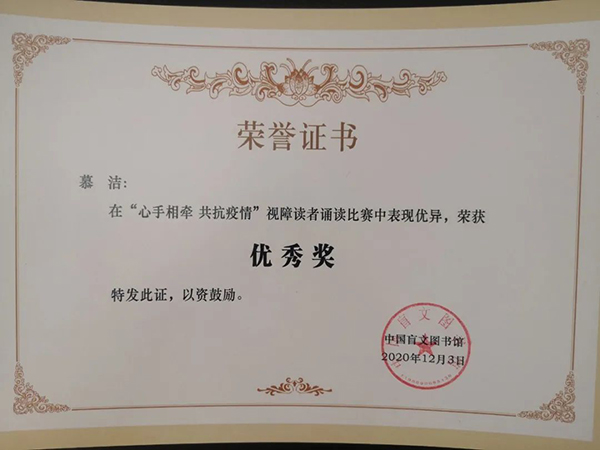 荣誉证书
慕 洁:
在“心手相牵 共抗疫情”视障读者诵读比赛中表现优异，荣获
优秀奖
特发此证，以资鼓励。
中国盲文图书馆
2020年12月3日